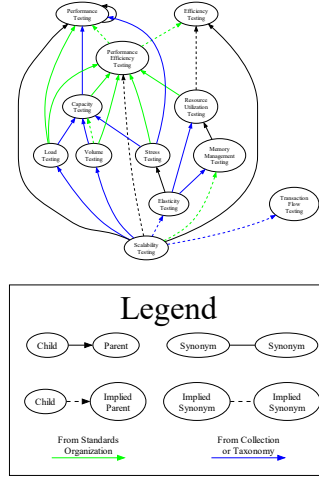 Performance
Testing
Efficiency
Testing
Performance
Efficiency
Testing
Capacity
Testing
Resource
Utilization
Testing
Load
Testing
Volume
Testing
Stress
Testing
Memory
Management
Testing
Elasticity
Testing
Transaction
Flow
Testing
Scalability
Testing
Legend
Child
Parent
Synonym
Synonym
Child
Implied
Parent
Implied
Synonym
Implied
Synonym
From Standards
Organization
From Collection
or Taxonomy